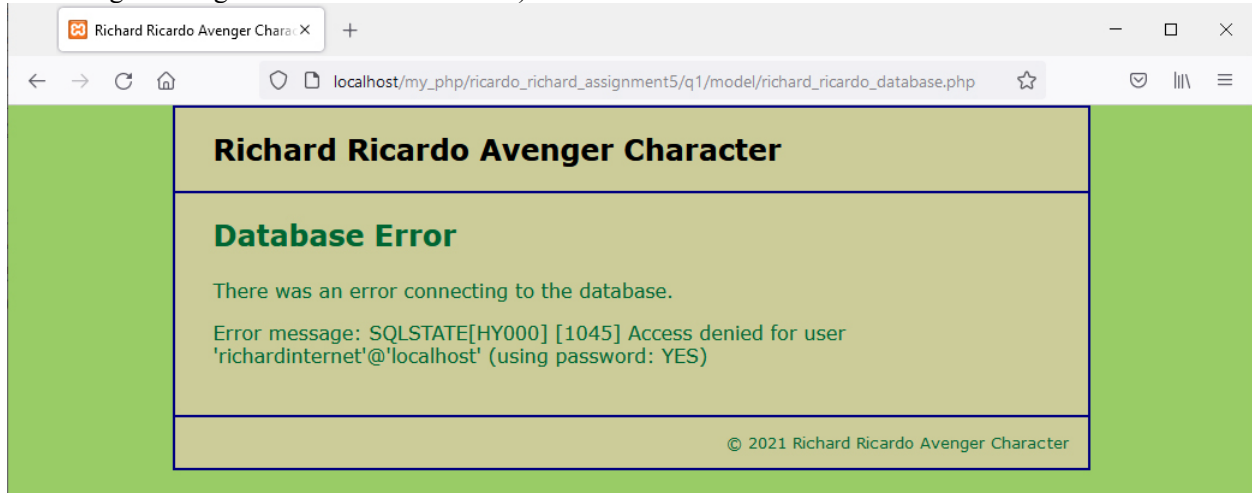 Richard Ricardo Avenger Charac
localhost/my_php/ricardo_richard_assignment5/q1/model/richard_ricardo_database.php
Richard Ricardo Avenger Character
Database Error
There was an error connecting to the database.
Error message: SQLSTATE[HY000] [1045] Access denied for user
'richardinternet'@'localhost' (using password: YES)
© 2021 Richard Ricardo Avenger Character